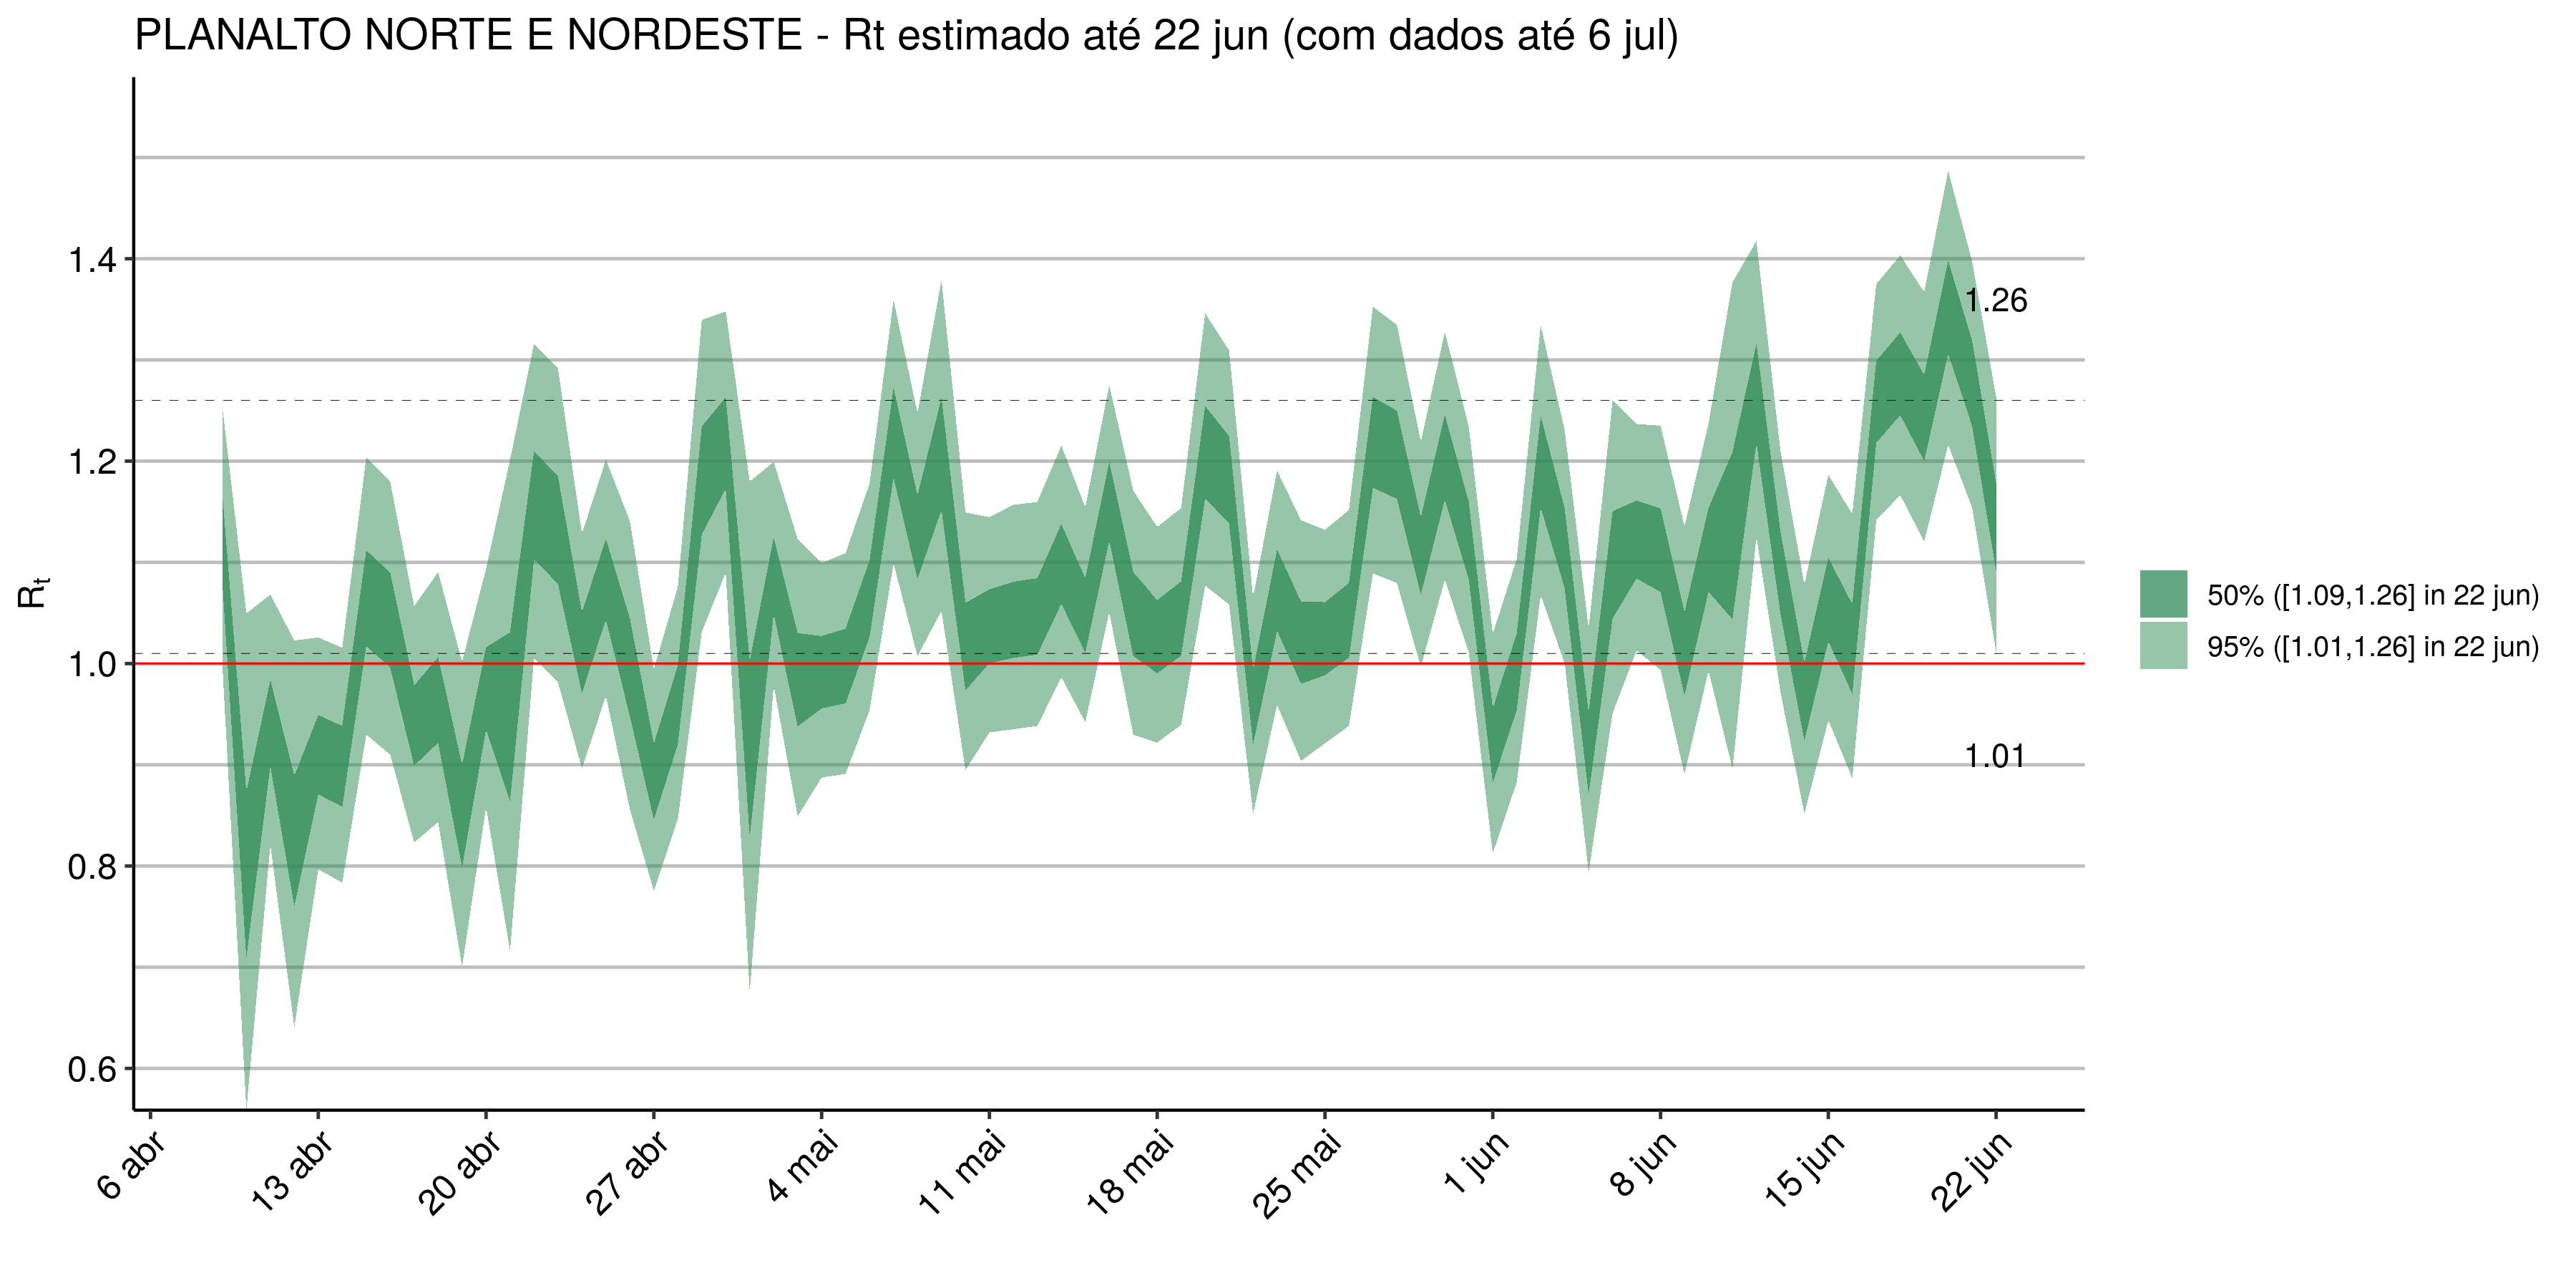 PLANALTO NORTE E NORDESTE - Rt estimado até 22 jun (com dados até 6 jul)
1.4
1.2
1.0
0.8
0.6
Rt
1.26
1.01
50% ([1.09,1.26] in 22 jun)
95% ([1.01,1.26] in 22 jun)
6 abr
13 abr
20 abr
27 abr
4 mai
11 mai
18 mai
25 mai
1 jun
8 jun
15 jun
22 jun